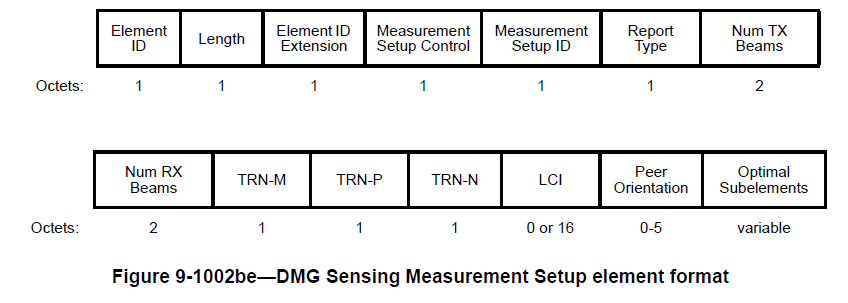 Element ID Length Element ID Extension Measurement Setup Control Measurement Setup ID Report Type Num TX Beams
Octets: 1 1 1 1 1 1 2
Num RX Beams TRN-M TRN-P TRN-N LCI Peer Orientation Optimal Subelements
Octets: 2 1 1 1 0 or 16 0-5 variable
Figure 9-1002be—DMG Sensing Measurement Setup element format